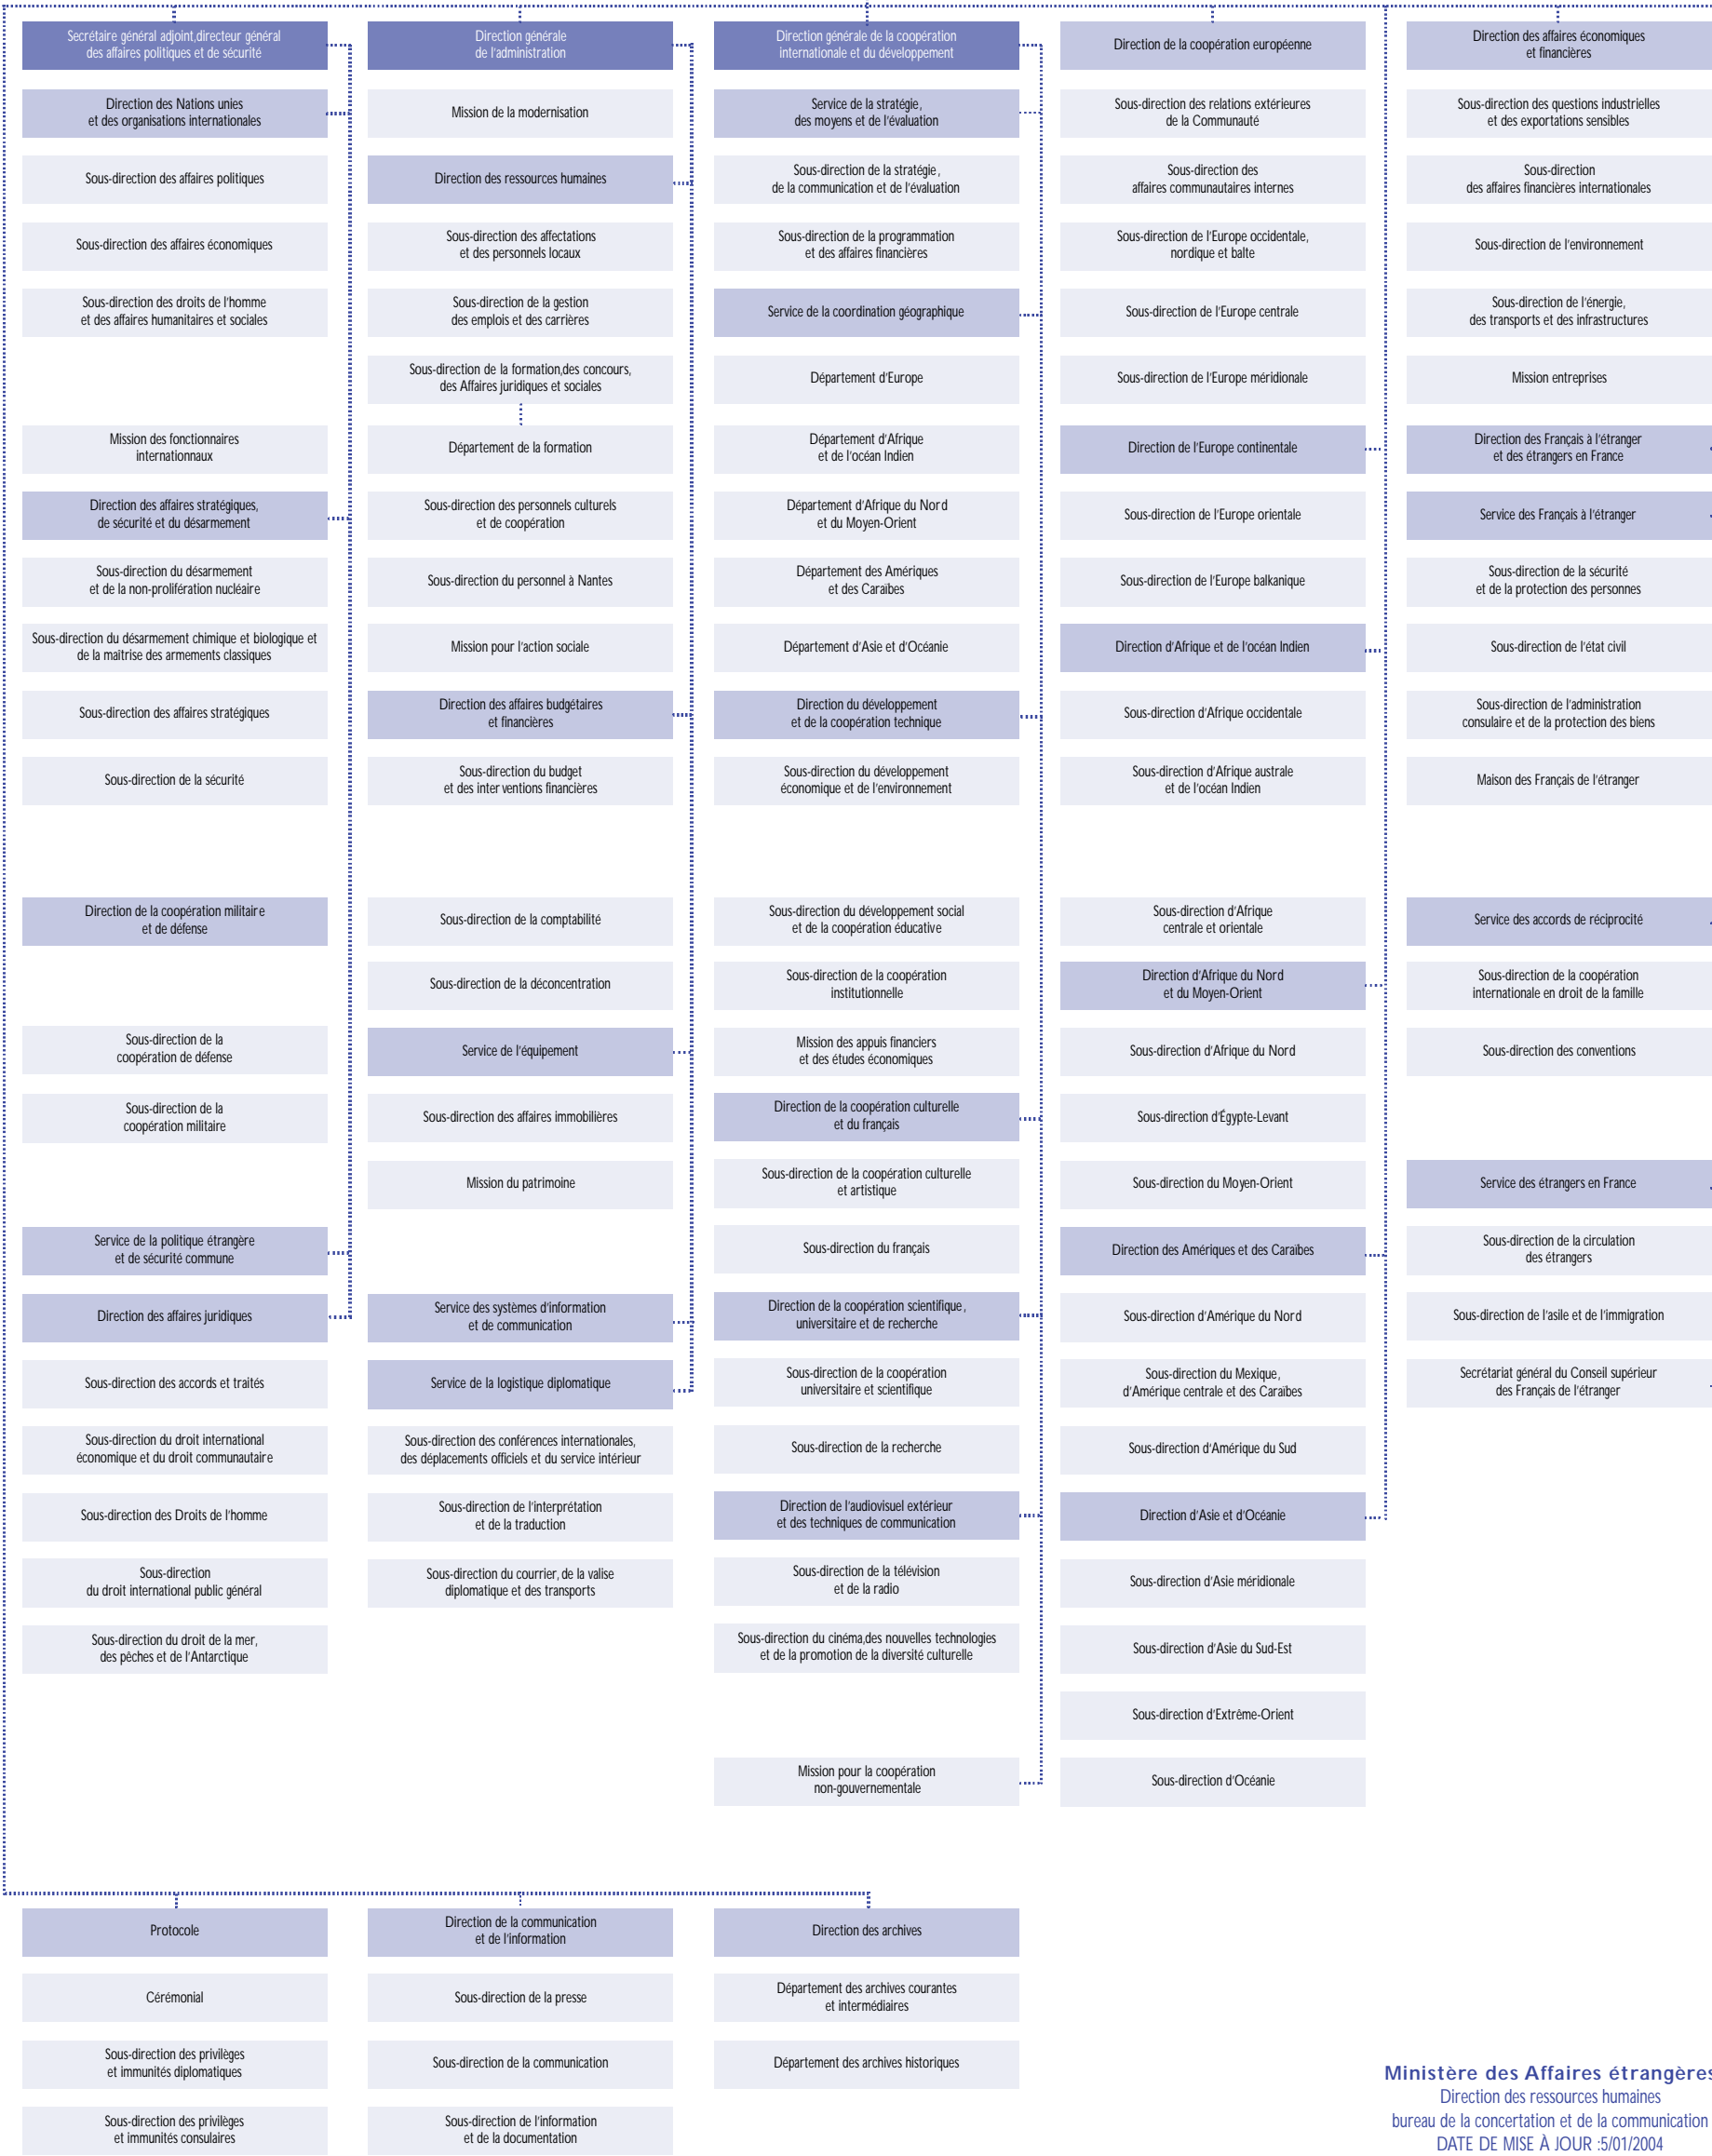 Secrétaire général adjoint,directeur général
des affaires politiques et de sécurité
Direction des Nations unies
et des organisations internationales
Sous-direction des affaires politiques
Sous-direction des affaires économiques
Sous-direction des droits de l'homme
et des affaires humanitaires et sociales
Mission des fonctionnaires
internationnaux
Direction des affaires stratégiques,
de sécurité et du désarmement
Sous-direction du désarmement
et de la non-prolifération nucléaire
Sous-direction du désarmement chimique et biologique et
de la maîtrise des armements classiques
Sous-direction des affaires stratégiques
Sous-direction de la sécurité
Direction de la coopération militaire
et de défense
Sous-direction de la
coopération de défense
Sous-direction de la
coopération militaire
Service de la politique étrangère
et de sécurité commune
Direction des affaires juridiques
Sous-direction des accords et traités
Sous-direction du droit international
économique et du droit communautaire
Sous-direction des Droits de l'homme
Sous-direction
du droit international public général
Sous-direction du droit de la mer,
des pêches et de l'Antarctique
Direction générale
de l'administration
Mission de la modernisation
Direction des ressources humaines
Sous-direction des affectations
et des personnels locaux
Sous-direction de la gestion
des emplois et des carrières
Sous-direction de la formation,des concours,
des Affaires juridiques et sociales
Département de la formation
Sous-direction des personnels culturels
et de coopération
Sous-direction du personnel à Nantes
Mission pour l'action sociale
Direction des affaires budgétaires
et financières
Sous-direction du budget
et des inter ventions financières
Sous-direction de la comptabilité
Sous-direction de la déconcentration
Service de l'équipement
Sous-direction des affaires immobilières
Mission du patrimoine
Service des systèmes d'information
et de communication
Service de la logistique diplomatique
Sous-direction des conférences internationales,
des déplacements officiels et du service intérieur
Sous-direction de l'interprétation
et de la traduction
Sous-direction du courrier, de la valise
diplomatique et des transports
Direction générale de la coopération
internationale et du développement
Service de la stratégie,
des moyens et de l'évaluation
Sous-direction de la stratégie,
de la communication et de l'évaluation
Sous-direction de la programmation
et des affaires financières
Service de la coordination géographique
Département d'Europe
Département d'Afrique
et de l'océan Indien
Département d'Afrique du Nord
et du Moyen-Orient
Département des Amériques
et des Caraïbes
Département d'Asie et d'Océanie
Direction du développement
et de la coopération technique
Sous-direction du développement
économique et de l'environnement
Sous-direction du développement social
et de la coopération éducative
Sous-direction de la coopération
institutionnelle
Mission des appuis financiers
et des études économiques
Direction de la coopération culturelle
et du français
Sous-direction de la coopération culturelle
et artistique
Sous-direction du français
Direction de la coopération scientifique,
universitaire et de recherche
Sous-direction de la coopération
universitaire et scientifique
Sous-direction de la recherche
Direction de l'audiovisuel extérieur
et des techniques de communication
Sous-direction de la télévision
et de la radio
Sous-direction du cinéma,des nouvelles technologies
et de la promotion de la diversité culturelle
Mission pour la coopération
non-gouvernementale
Direction de la coopération européenne
Sous-direction des relations extérieures
de la Communauté
Sous-direction des
affaires communautaires internes
Sous-direction de l'Europe occidentale,
nordique et balte
Sous-direction de l'Europe centrale
Sous-direction de l'Europe méridionale
Direction de l'Europe continentale
Sous-direction de l'Europe orientale
Sous-direction de l'Europe balkanique
Direction d'Afrique et de l'océan Indien
Sous-direction d'Afrique occidentale
Sous-direction d'Afrique australe
et de l'océan Indien
Sous-direction d'Afrique
centrale et orientale
Direction d'Afrique du Nord
et du Moyen-Orient
Sous-direction d'Afrique du Nord
Sous-direction d'Égypte-Levant
Sous-direction du Moyen-Orient
Direction des Amériques et des Caraïbes
Sous-direction d'Amérique du Nord
Sous-direction du Mexique,
d'Amérique centrale et des Caraïbes
Sous-direction d'Amérique du Sud
Direction d'Asie et d'Océanie
Sous-direction d'Asie méridionale
Sous-direction d'Asie du Sud-Est
Sous-direction d'Extrême-Orient
Sous-direction d'Océanie
Direction des affaires économiques
et financières
Sous-direction des questions industrielles
et des exportations sensibles
Sous-direction
des affaires financières internationales
Sous-direction de l'environnement
Sous-direction de l'énergie,
des transports et des infrastructures
Mission entreprises
Direction des Français à l'étranger
et des étrangers en France
Service des Français à l'étranger
Sous-direction de la sécurité
et de la protection des personnes
Sous-direction de l'état civil
Sous-direction de l'administration
consulaire et de la protection des biens
Maison des Français de l'étranger
Service des accords de réciprocité
Sous-direction de la coopération
internationale en droit de la famille
Sous-direction des conventions
Service des étrangers en France
Sous-direction de la circulation
des étrangers
Sous-direction de l'asile et de l'immigration
Secrétariat général du Conseil supérieur
des Français de l'étranger
Protocole
Cérémonial
Sous-direction des privilèges
et immunités diplomatiques
Sous-direction des privilèges
et immunités consulaires
Direction de la communication
et de l'information
Sous-direction de la presse
Sous-direction de la communication
Sous-direction de l'information
et de la documentation
Direction des archives
Département des archives courantes
et intermédiaires
Département des archives historiques
Ministère des Affaires étrangères
Direction des ressources humaines
bureau de la concertation et de la communication
DATE DE MISE À JOUR :5/01/2004